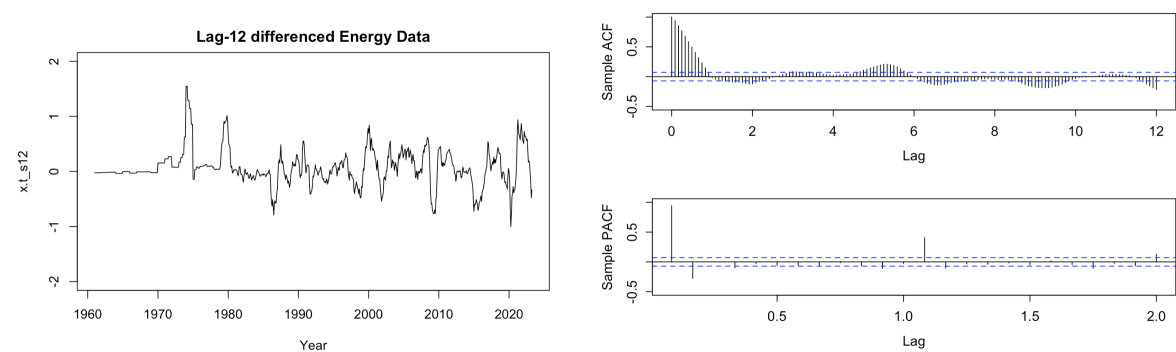 Lag-12 differenced Energy Data
x.t_s12
2
1
0
-1
-2
1960 1970 1980 1990 2000 2010 2020
Year
Sample ACF
0.5
-0.5
0 2 4 6 8 10 12
Lag
Sample PACF
0.5
-0.5
0.5 1.0 1.5 2.0
Lag